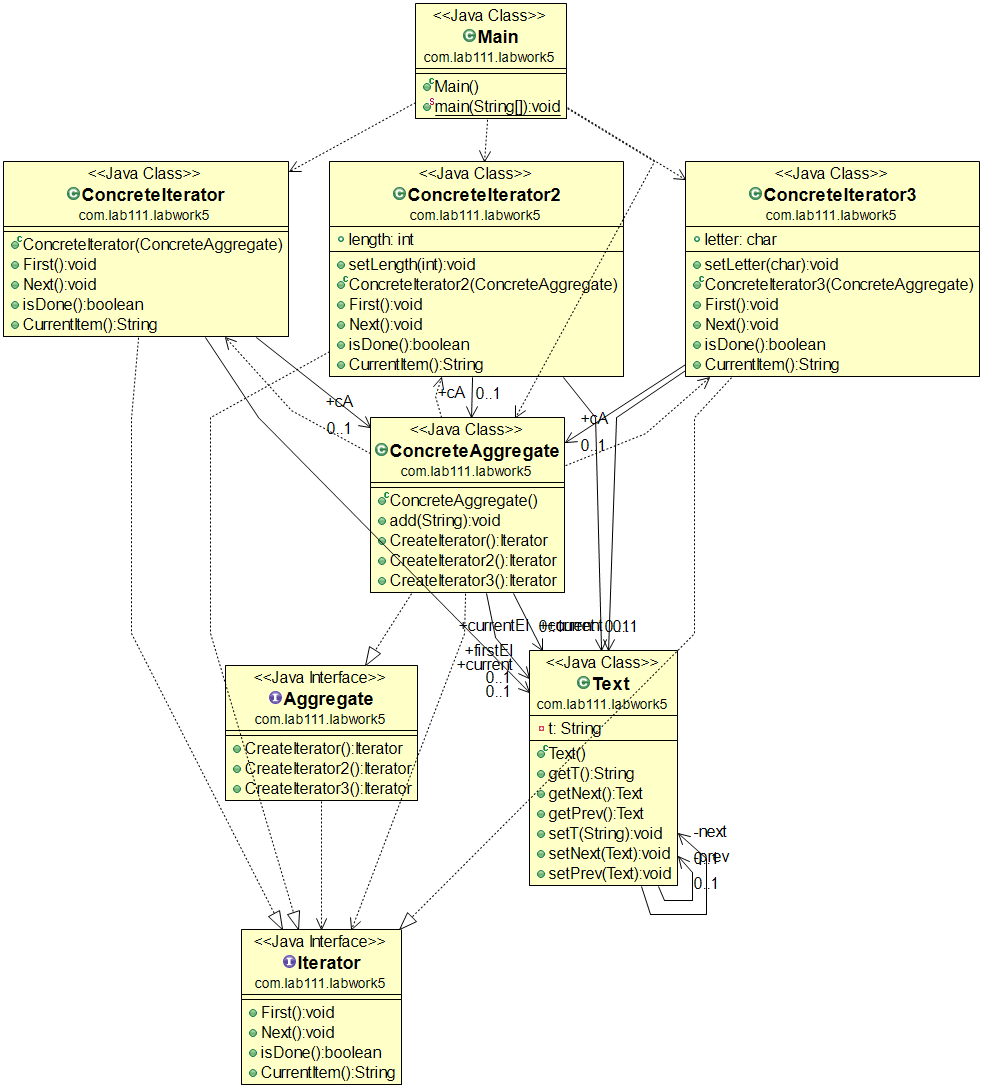 <<Java Class>>
Main
com.lab111.labwork5
Main()
main(String[]):void
<<Java Class>>
ConcreteIterator
com.lab111.labwork5
ConcreteIterator(ConcreteAggregate)
First():void
Next():void
isDone():boolean
CurrentItem():String
<<Java Class>>
ConcreteIterator2
com.lab111.labwork5
length: int
setLength(int):void
ConcreteIterator2(ConcreteAggregate)
First():void
Next():void
isDone():boolean
CurrentItem():String
<<Java Class>>
ConcreteIterator3
com.lab111.labwork5
letter: char
setLetter(char):void
ConcreteIterator3(ConcreteAggregate)
First():void
Next():void
isDone():boolean
CurrentItem():String
+cA
0..1
+cA
0..1
+cA
0..1
<<Java Class>>
ConcreteAggregate
com.lab111.labwork5
ConcreteAggregate()
add(String):void
CreateIterator():Iterator
CreateIterator2():Iterator
CreateIterator3():Iterator
+currentEl
+firstEl
+current
0..1
0..1
<<Java Interface>>
Aggregate
com.lab111.labwork5
CreateIterator():Iterator
CreateIterator2():Iterator
CreateIterator3():Iterator
<<Java Class>>
Text
com.lab111.labwork5
t: String
Text()
getT():String
getNext():Text
getPrev():Text
setT(String):void
setNext(Text):void
setPrev(Text):void
-next
-prev
0..1
<<Java Interface>>
Iterator
com.lab111.labwork5
First():void
Next():void
isDone():boolean
CurrentItem():String